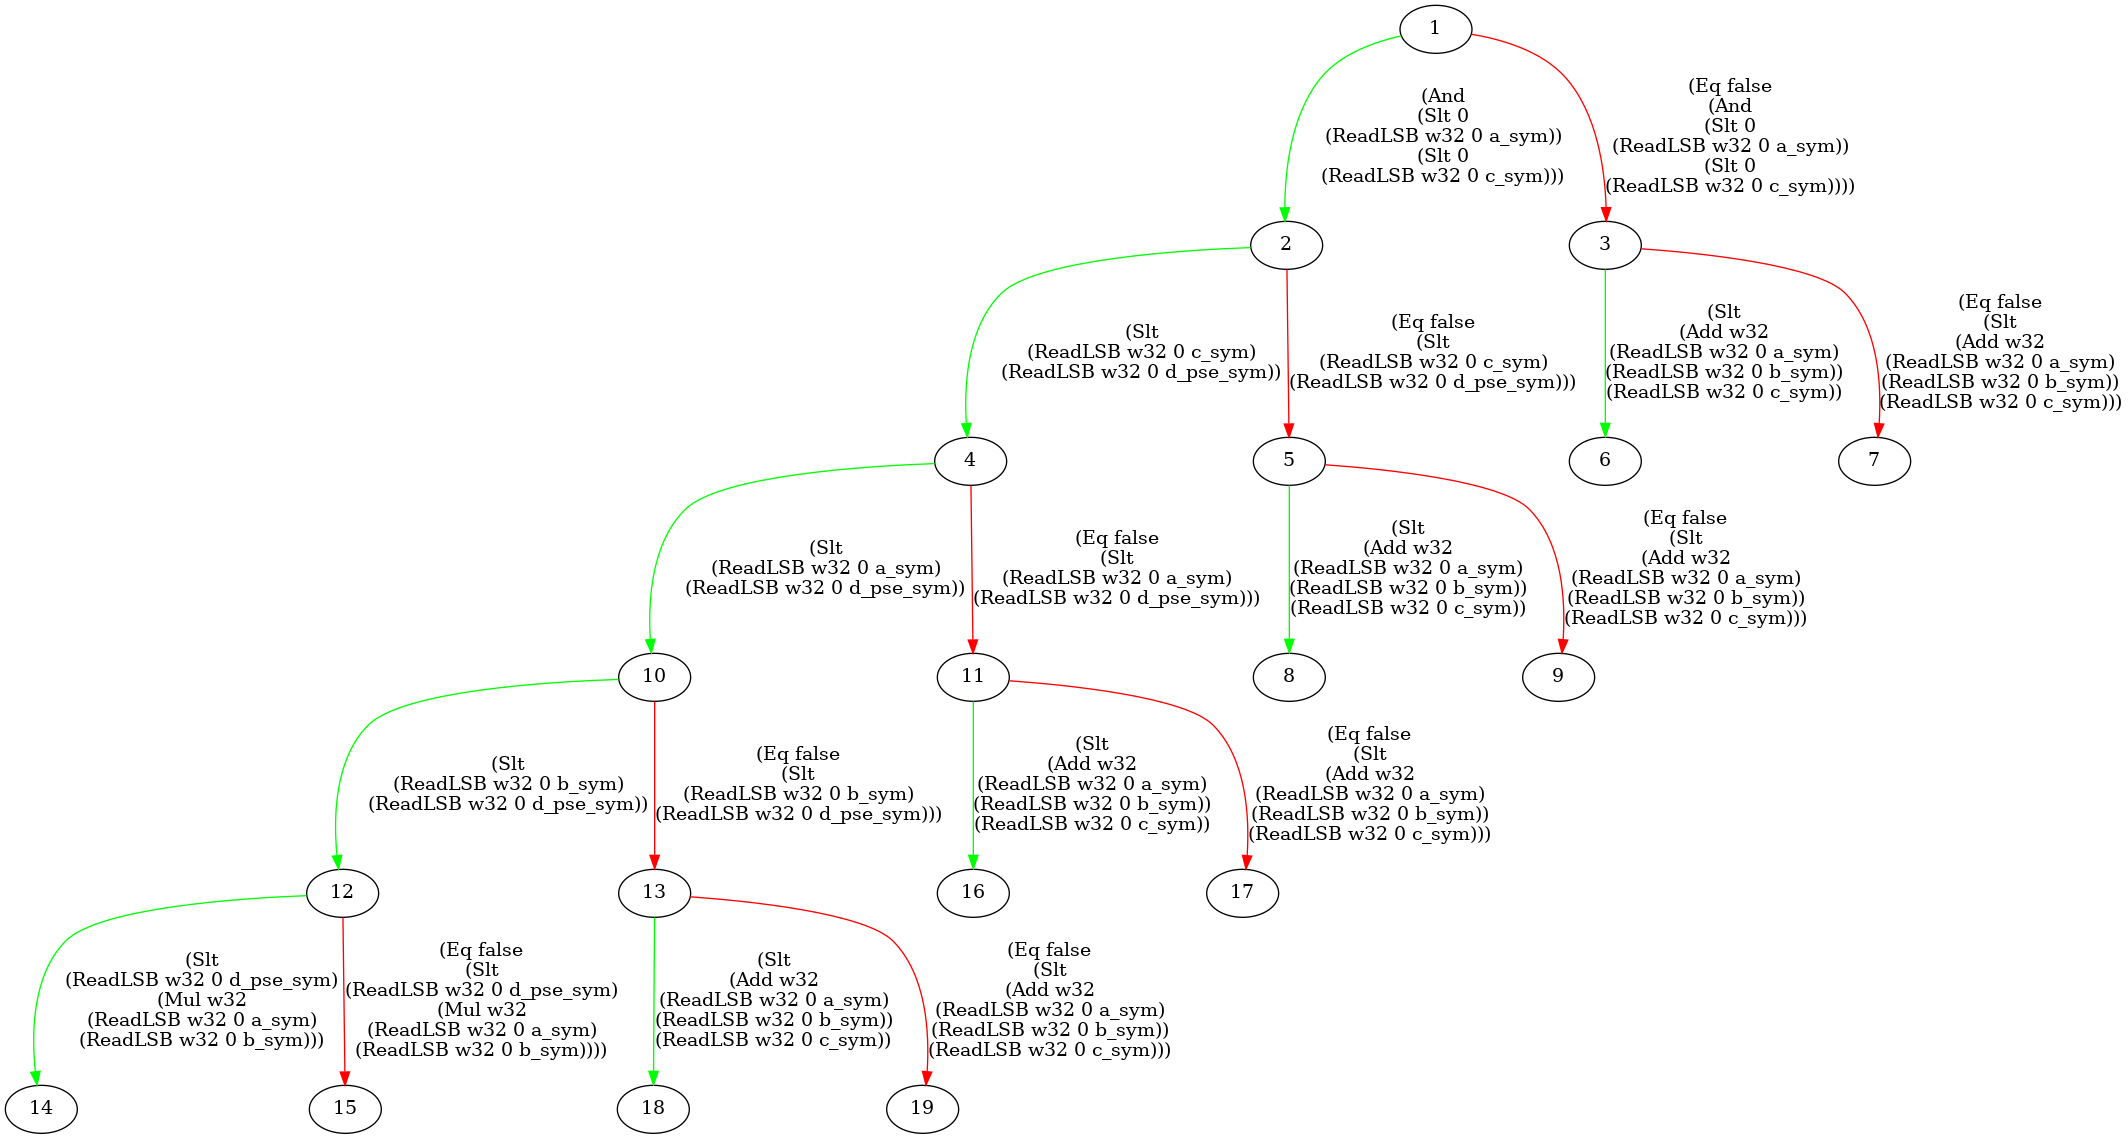 1
(And
(Slt 0
(ReadLSB w32 0 a_sym))
(Slt 0
(ReadLSB w32 0 c_sym)))
(Eq false
(And
(Slt 0
(ReadLSB w32 0 a_sym))
(Slt 0
(ReadLSB w32 0 c_sym))))
2
3
(Slt
(ReadLSB w32 0 c_sym)
(ReadLSB w32 0 d_pse_sym))
(Eq false
(Slt
(ReadLSB w32 0 c_sym)
(ReadLSB w32 0 d_pse_sym)))
(Slt
(Add w32
(ReadLSB w32 0 a_sym)
(ReadLSB w32 0 b_sym))
(ReadLSB w32 0 c_sym))
(Eq false
(Slt
(Add w32
(ReadLSB w32 0 a_sym)
(ReadLSB w32 0 b_sym))
(ReadLSB w32 0 c_sym)))
4
5
6
7
(Slt
(ReadLSB w32 0 a_sym)
(ReadLSB w32 0 d_pse_sym))
(Eq false
(Slt
(ReadLSB w32 0 a_sym)
(ReadLSB w32 0 d_pse_sym)))
(Slt
(Add w32
(ReadLSB w32 0 a_sym)
(ReadLSB w32 0 b_sym))
(ReadLSB w32 0 c_sym))
(Eq false
(Slt
(Add w32
(ReadLSB w32 0 a_sym)
(ReadLSB w32 0 b_sym))
(ReadLSB w32 0 c_sym)))
10
11
8
9
(Slt
(ReadLSB w32 0 b_sym)
(ReadLSB w32 0 d_pse_sym))
(Eq false
(Slt
(ReadLSB w32 0 b_sym)
(ReadLSB w32 0 d_pse_sym)))
(Slt
(Add w32
(ReadLSB w32 0 a_sym)
(ReadLSB w32 0 b_sym))
(ReadLSB w32 0 c_sym))
(Eq false
(Slt
(Add w32
(ReadLSB w32 0 a_sym)
(ReadLSB w32 0 b_sym))
(ReadLSB w32 0 c_sym)))
12
13
16
17
(Slt
(ReadLSB w32 0 d_pse_sym)
(Mul w32
(ReadLSB w32 0 a_sym)
(ReadLSB w32 0 b_sym)))
(Eq false
(Slt
(ReadLSB w32 0 d_pse_sym)
(Mul w32
(ReadLSB w32 0 a_sym)
(ReadLSB w32 0 b_sym))))
(Slt
(Add w32
(ReadLSB w32 0 a_sym)
(ReadLSB w32 0 b_sym))
(ReadLSB w32 0 c_sym))
(Eq false
(Slt
(Add w32
(ReadLSB w32 0 a_sym)
(ReadLSB w32 0 b_sym))
(ReadLSB w32 0 c_sym)))
14
15
18
19